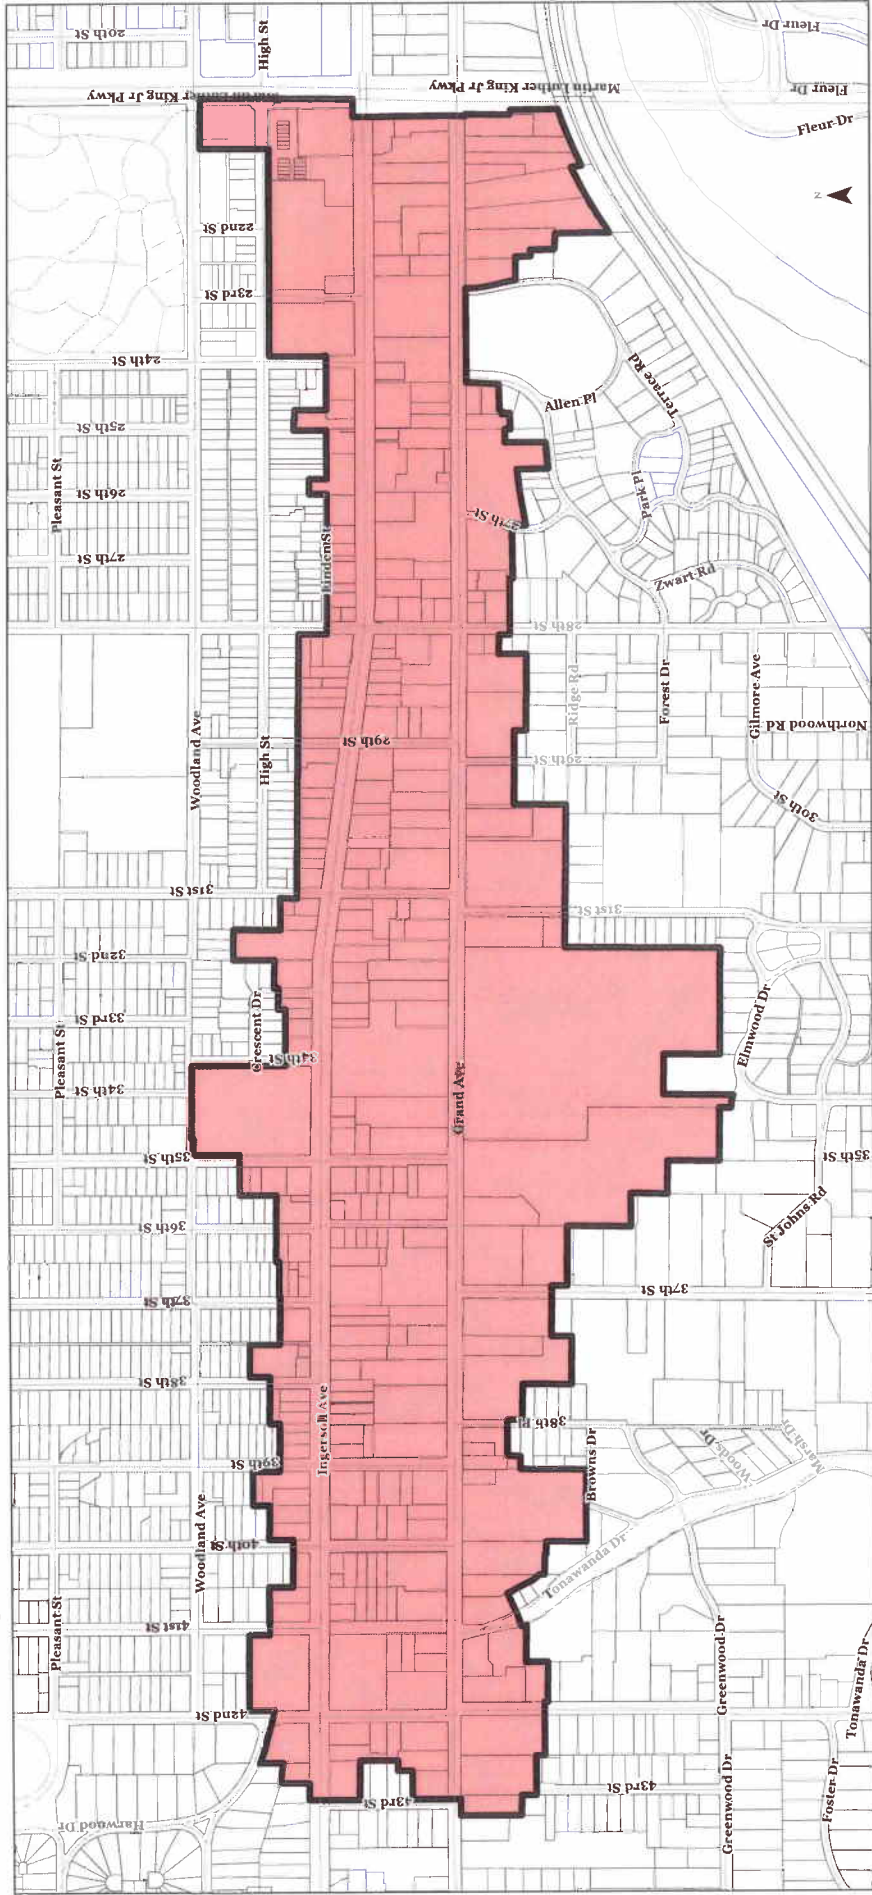 20th St
High St
Martin Luther King Jr Pkwy
Martin Luther King Jr Pkwy
Fleur Dr
Fleur Dr
Fleur Dr
N
22nd St
23rd St
24th St
25th St
Pleasant St
26th St
27th St
Linden St
Allen Pl
Terrace Rd
Park Pl
27th St
Zwart Rd
28th St
Ridge Rd
Forest Dr
Gilmore Ave
Northwood Rd
Woodland Ave
High St
29th St
29th St
30th St
31st St
31st St
32nd St
33rd St
Crescent Dr
34th St
Pleasant St
34th St
Elmwood Dr
Grand Ave
35th St
35th St
St Johns Rd
36th St
37th St
37th St
38th St
Ingersoll Ave
38th Pl
Browns Dr
Woods Dr
Marsh Dr
39th St
Woodland Ave
40th St
Tonawanda Dr
Pleasant St
41st St
Greenwood Dr
Tonawanda Dr
42nd St
43rd St
43rd St
Greenwood Dr
Foster Dr
Harwood Dr